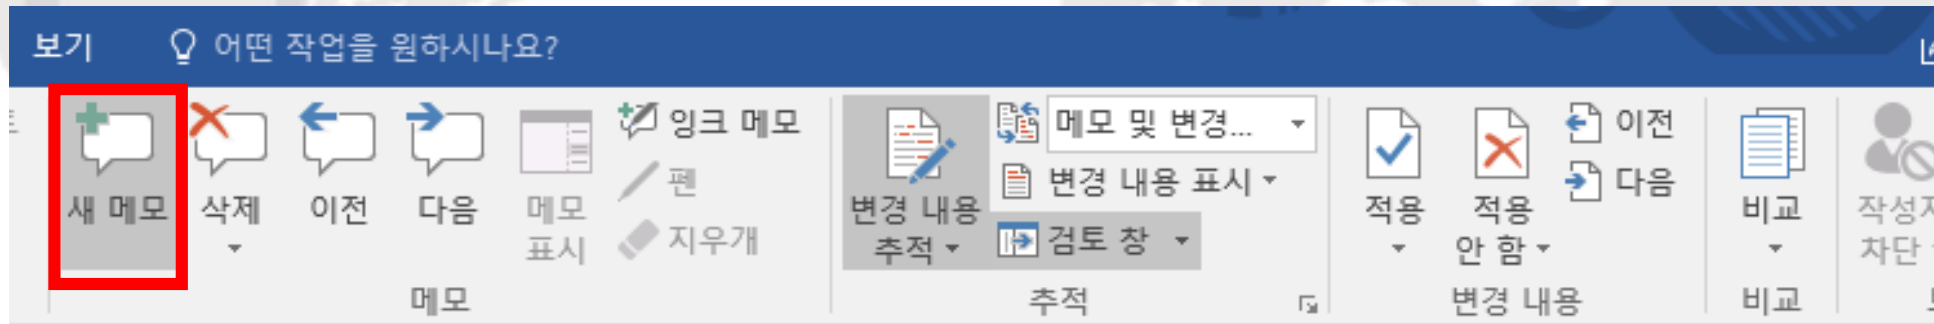 보기 어떤 작업을 원하시나요?
새 메모
삭제
이전
다음
메모
표시
잉크 메모
펜
지우개
메모
변경 내용
추적
메모 및 변경...
변경 내용 표시
검토 창
추적
적용
적용
안 함
이전
다음
변경 내용
비교
비교
차단